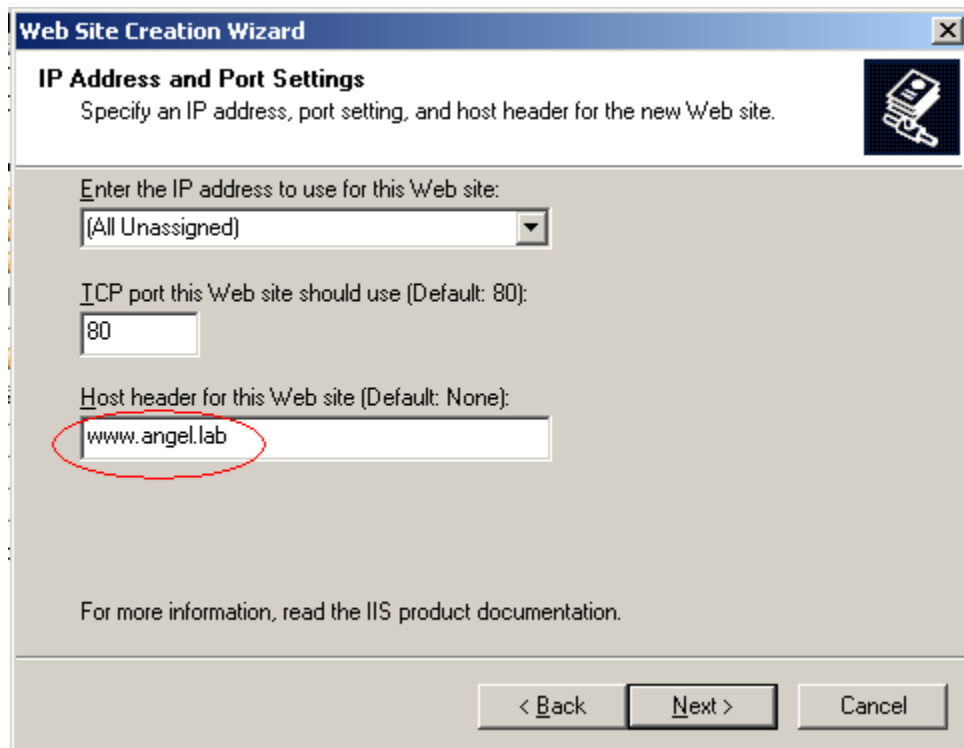 Web Site Creation Wizard
IP Address and Port Settings
Specify an IP address, port setting, and host header for the new Web site.
Enter the IP address to use for this Web site:
(All Unassigned)
TCP port this Web site should use (Default: 80):
80
Host header for this Web site (Default: None):
www.angel.lab
For more information, read the IIS product documentation.
< Back Next > Cancel